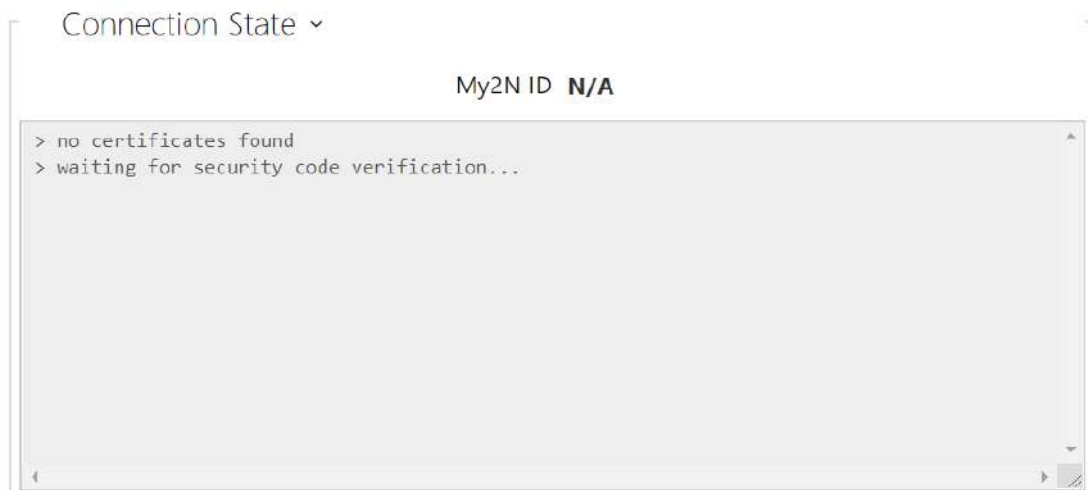 Connection State
My2N ID N/A
> no certificates found
> waiting for security code verification...